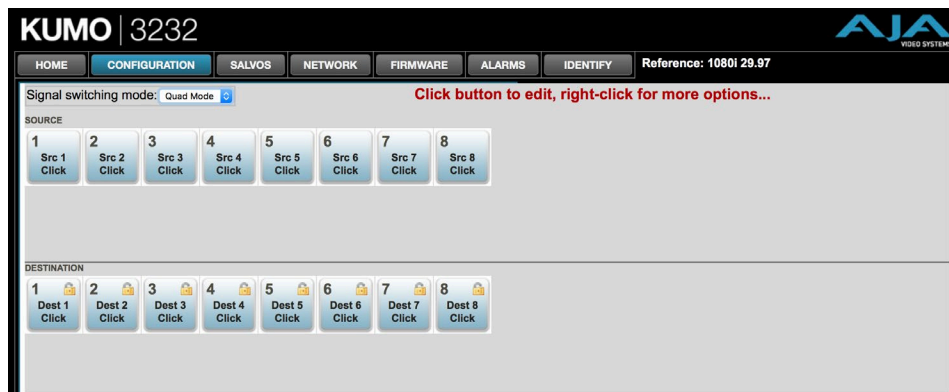 KUMO | 3232
AJA
VIDEO SYSTEMS
HOME CONFIGURATION SALVOS NETWORK FIRMWARE ALARMS IDENTIFY Reference: 1080i 29.97
Signal switching mode: Quad Mode Click button to edit, right-click for more options...
SOURCE
1 2 3 4 5 6 7 8
Src 1 Src 2 Src 3 Src 4 Src 5 Src 6 Src 7 Src 8
Click Click Click Click Click Click Click Click
DESTINATION
1 2 3 4 5 6 7 8
Dest 1 Dest 2 Dest 3 Dest 4 Dest 5 Dest 6 Dest 7 Dest 8
Click Click Click Click Click Click Click Click